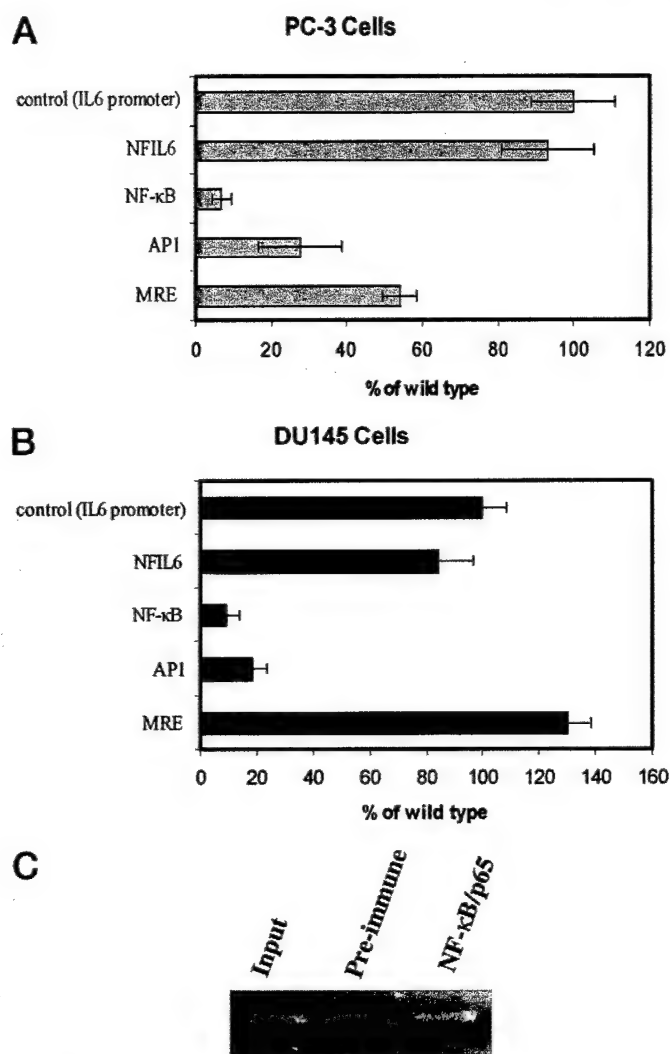 A
PC-3 Cells
control (IL6 promoter)
NFIL6
NF-κB
AP1
MRE
0 20 40 60 80 100 120
% of wild type
B
DU145 Cells
control (IL6 promoter)
NFIL6
NF-κB
AP1
MRE
0 20 40 60 80 100 120 140 160
% of wild type
C
Input
Pre-immune
NF-κB/p65